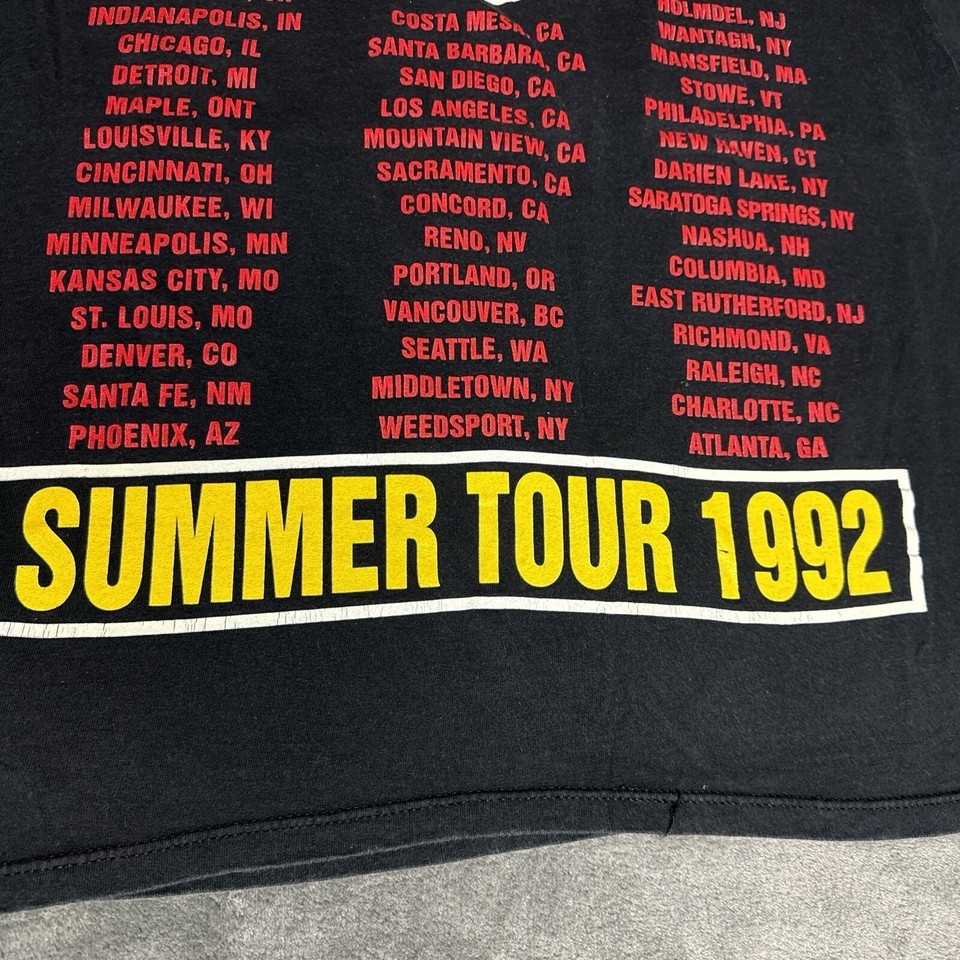 INDIANAPOLIS, IN
CHICAGO, IL
DETROIT, MI
MAPLE, ONT
LOUISVILLE, KY
CINCINNATI, OH
MILWAUKEE, WI
MINNEAPOLIS, MN
KANSAS CITY, MO
ST. LOUIS, MO
DENVER, CO
SANTA FE, NM
PHOENIX, AZ
COSTA MESA, CA
SANTA BARBARA, CA
SAN DIEGO, CA
LOS ANGELES, CA
MOUNTAIN VIEW, CA
SACRAMENTO, CA
CONCORD, CA
RENO, NV
PORTLAND, OR
VANCOUVER, BC
SEATTLE, WA
MIDDLETOWN, NY
WEEDSPORT, NY
HOLMDEL, NJ
WANTAGH, NY
MANSFIELD, MA
STOWE, VT
PHILADELPHIA, PA
NEW HAVEN, CT
DARIEN LAKE, NY
SARATOGA SPRINGS, NY
NASHUA, NH
COLUMBIA, MD
EAST RUTHERFORD, NJ
RICHMOND, VA
RALEIGH, NC
CHARLOTTE, NC
ATLANTA, GA
SUMMER TOUR 1992